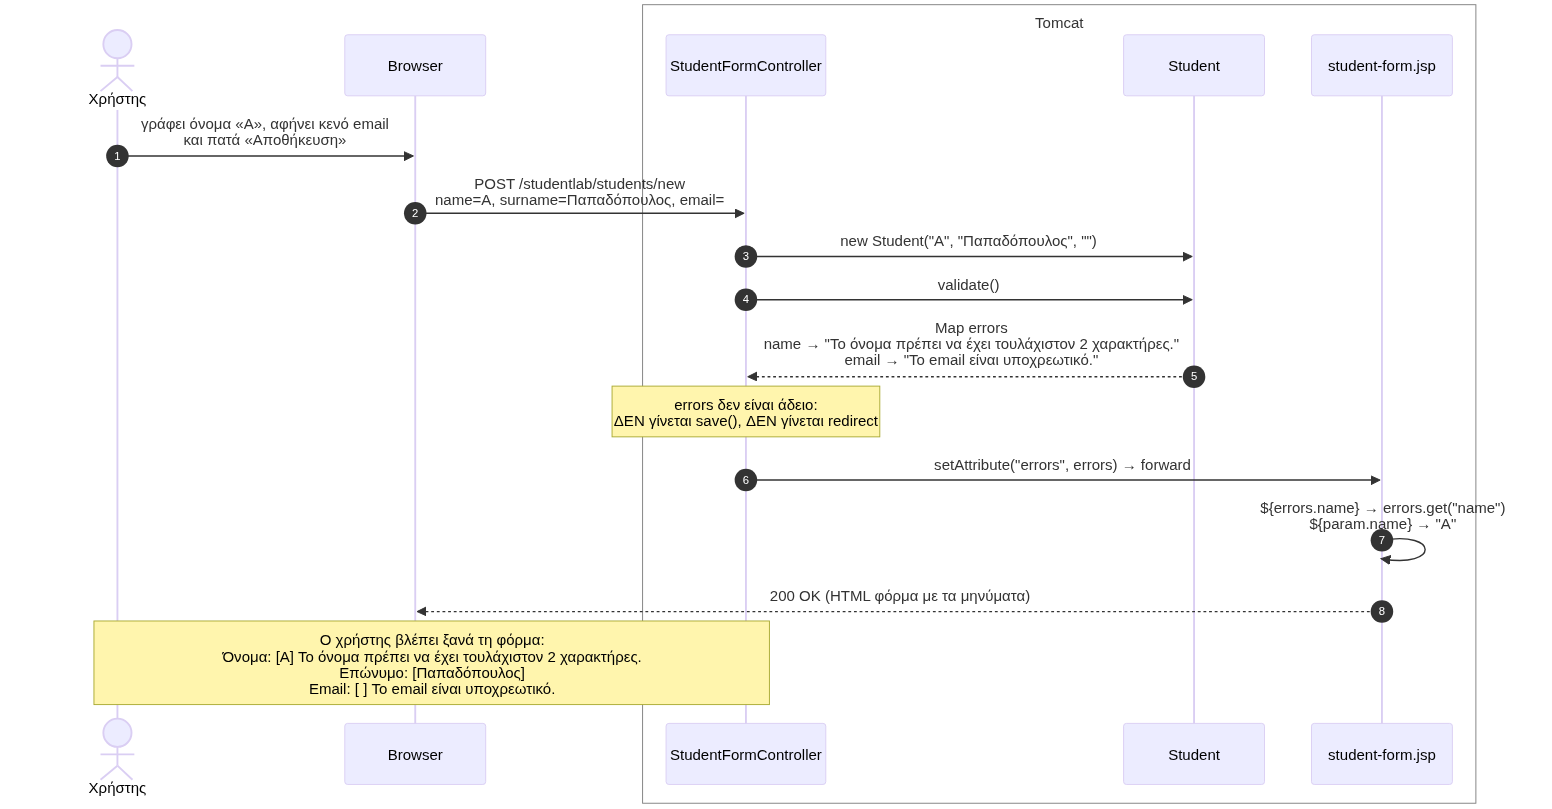 Tomcat
Χρήστης
Browser
StudentFormController
Student
student-form.jsp
γράφει όνομα «Α», αφήνει κενό email
και πατά «Αποθήκευση»
1
POST /studentlab/students/new
name=Α, surname=Παπαδόπουλος, email=
2
new Student("Α", "Παπαδόπουλος", "")
3
validate()
4
Map errors
name → "Το όνομα πρέπει να έχει τουλάχιστον 2 χαρακτήρες."
email → "Το email είναι υποχρεωτικό."
5
errors δεν είναι άδειο:
ΔΕΝ γίνεται save(), ΔΕΝ γίνεται redirect
setAttribute("errors", errors) → forward
6
${errors.name} → errors.get("name")
${param.name} → "Α"
7
200 OK (HTML φόρμα με τα μηνύματα)
8
Ο χρήστης βλέπει ξανά τη φόρμα:
Όνομα: [Α] Το όνομα πρέπει να έχει τουλάχιστον 2 χαρακτήρες.
Επώνυμο: [Παπαδόπουλος]
Email: [ ] Το email είναι υποχρεωτικό.
Χρήστης
Browser
StudentFormController
Student
student-form.jsp